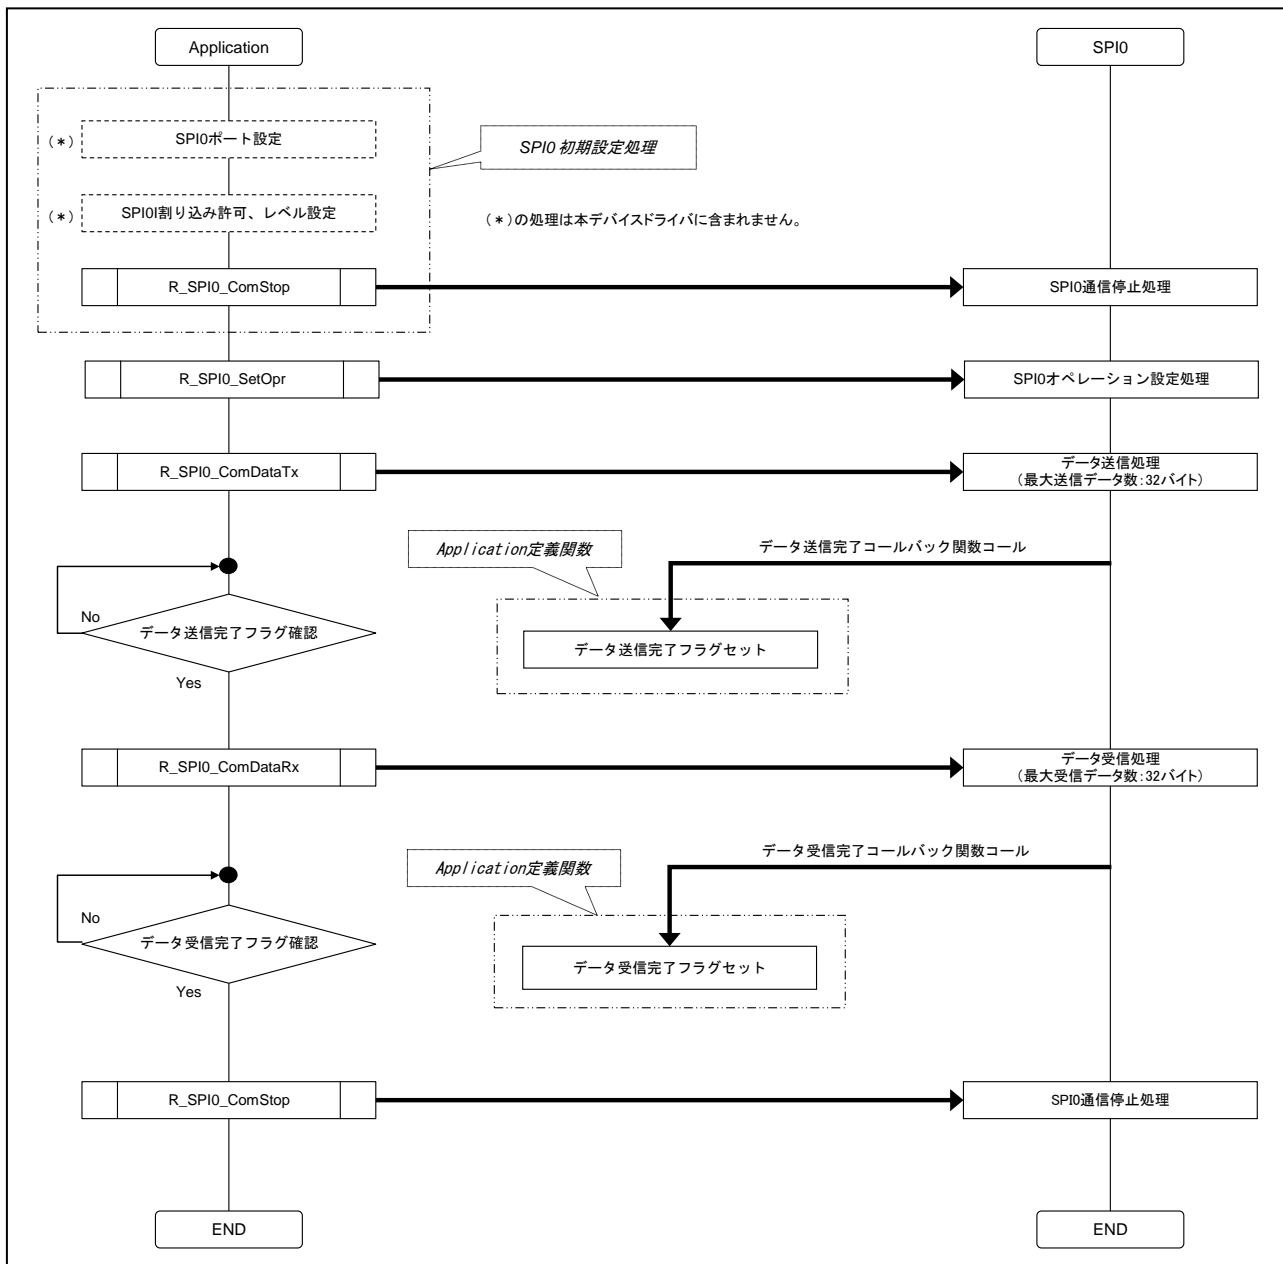 Application
SPI0
(*)
SPI0ポート設定
SPI0 初期設定処理
(*)
SPI0I割り込み許可、レベル設定
(*)の処理は本デバイスドライバに含まれません。
R_SPI0_ComStop
SPI0通信停止処理
R_SPI0_SetOpr
SPI0オペレーション設定処理
R_SPI0_ComDataTx
データ送信処理
(最大送信データ数:32バイト)
Application定義関数
データ送信完了コールバック関数コール
No
データ送信完了フラグ確認
データ送信完了フラグセット
Yes
R_SPI0_ComDataRx
データ受信処理
(最大受信データ数:32バイト)
Application定義関数
データ受信完了コールバック関数コール
No
データ受信完了フラグ確認
データ受信完了フラグセット
Yes
R_SPI0_ComStop
SPI0通信停止処理
END
END